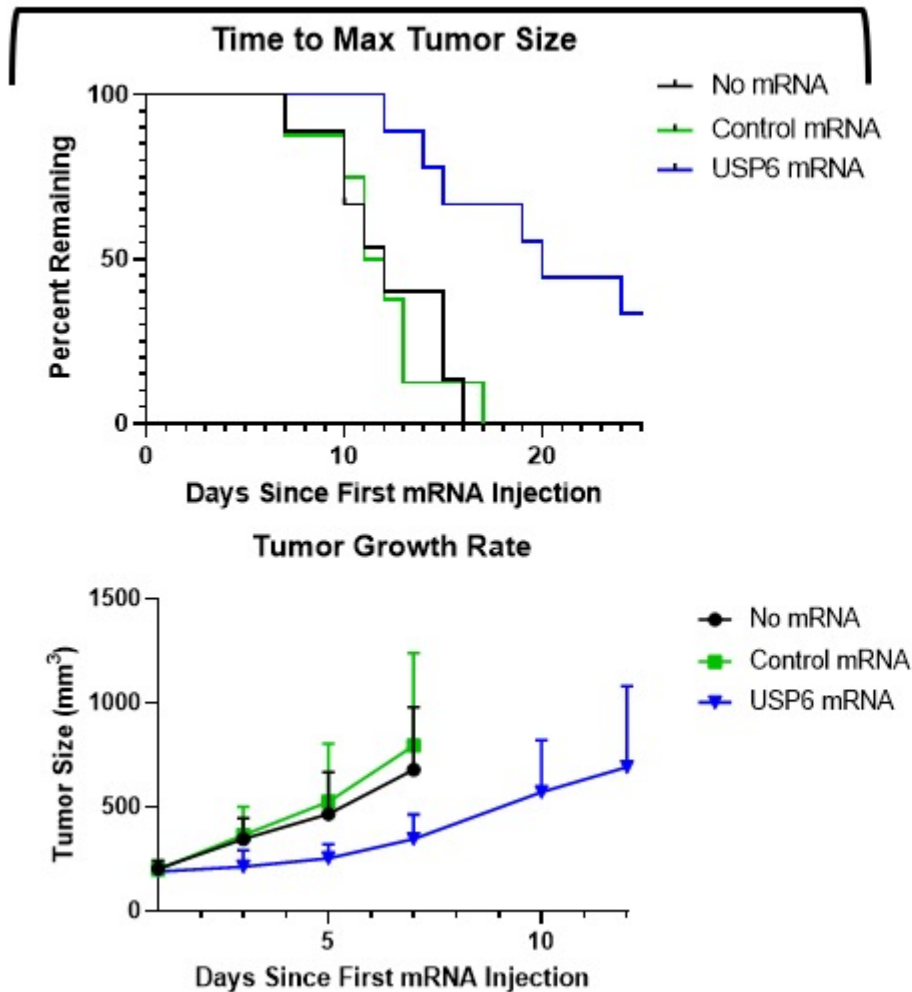 Time to Max Tumor Size
No mRNA
Control mRNA
USP6 mRNA
Percent Remaining
100
50
0
0 10 20
Days Since First mRNA Injection
Tumor Growth Rate
No mRNA
Control mRNA
USP6 mRNA
Tumor Size (mm³)
1500
1000
500
0
5 10
Days Since First mRNA Injection